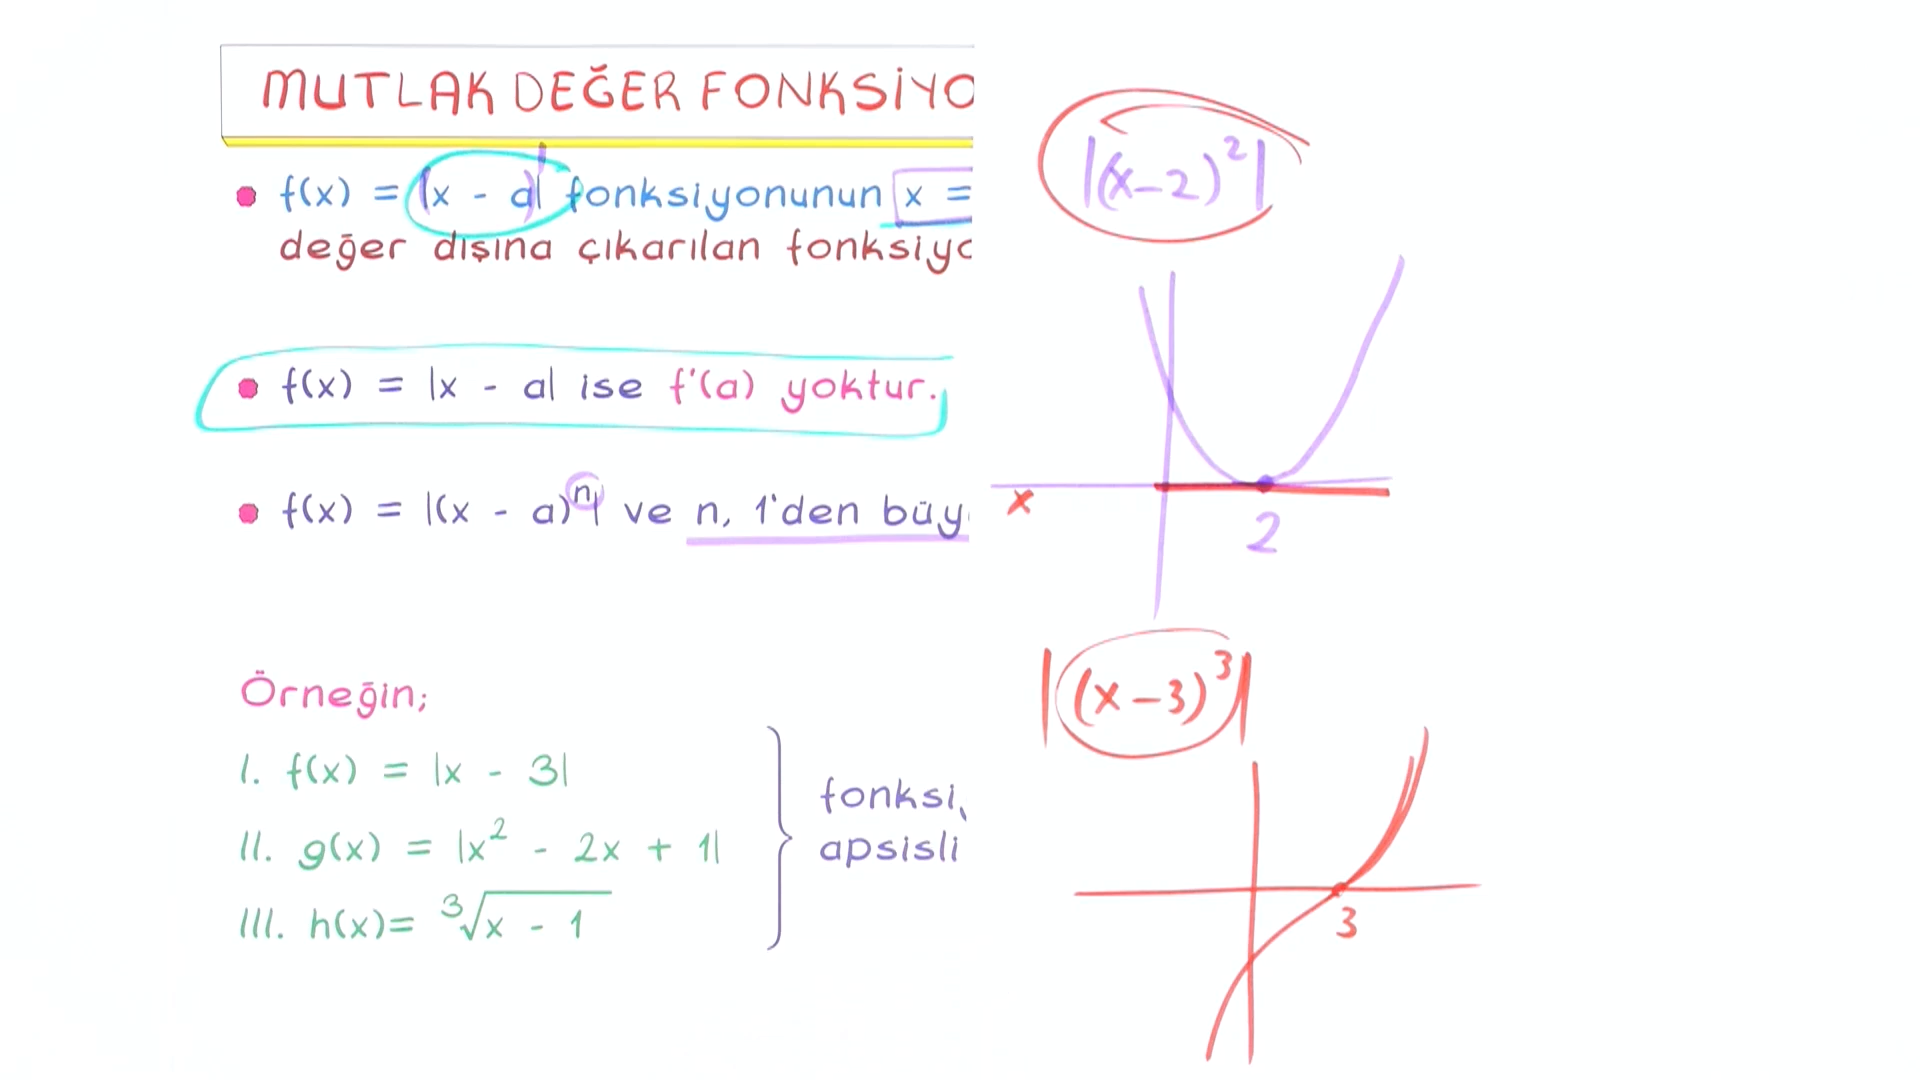 MUTLAK DEĞER FONKSİYO
f(x) = |x - a| fonksiyonunun x =
değer dışına çıkarılan fonksiyo
f(x) = |x - a| ise f'(a) yoktur.
f(x) = |(x - a)ⁿ| ve n, 1'den büy
Örneğin;
I. f(x) = |x - 3|
II. g(x) = |x² - 2x + 1|
III. h(x)= ³√x - 1
fonksi
apsisli
|(x-2)²|
x
2
|(x-3)³|
3